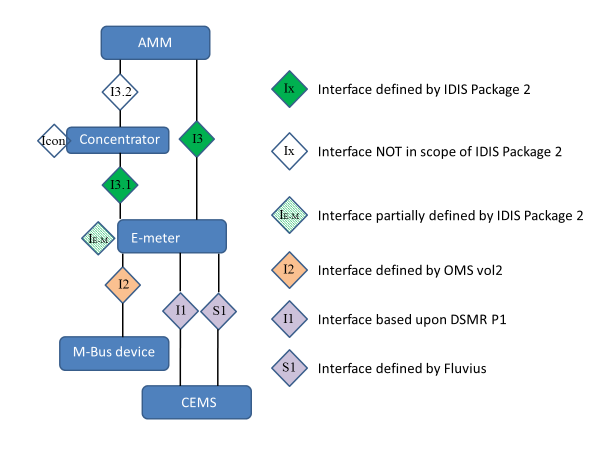 AMM
I3.2
Icon
Concentrator
I3
I3.1
IE-M
E-meter
I2
I1
S1
M-Bus device
CEMS
Ix Interface defined by IDIS Package 2
Ix Interface NOT in scope of IDIS Package 2
IE-M Interface partially defined by IDIS Package 2
I2 Interface defined by OMS vol2
I1 Interface based upon DSMR P1
S1 Interface defined by Fluvius